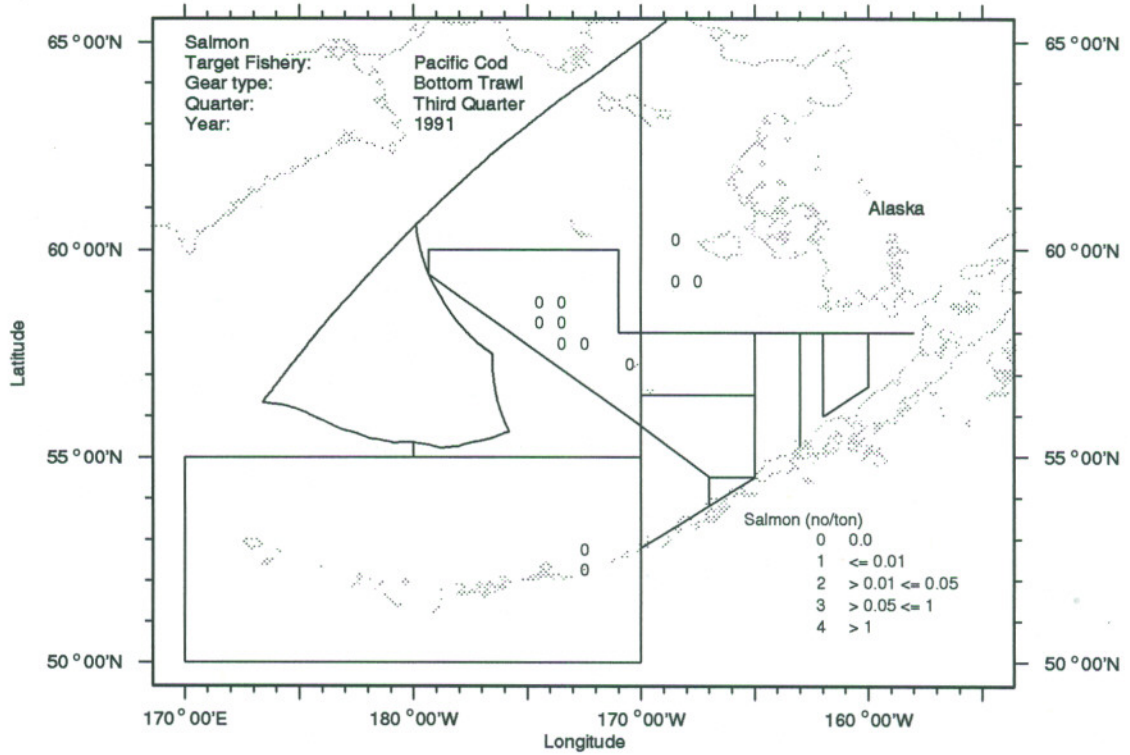 65°00'N
65°00'N
Salmon
Target Fishery: Pacific Cod
Gear type: Bottom Trawl
Quarter: Third Quarter
Year: 1991
Alaska
0
60°00'N
60°00'N
0 0
0 0
0 0
0 0
0
Latitude
55°00'N
55°00'N
Salmon (no/ton)
0 0.0
1 <= 0.01
2 > 0.01 <= 0.05
3 > 0.05 <= 1
4 > 1
0
0
50°00'N
50°00'N
170°00'E
180°00'W
170°00'W
160°00'W
Longitude